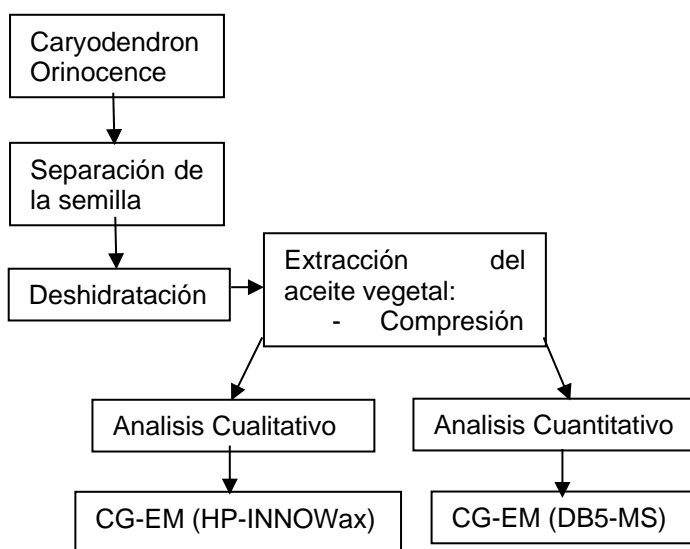 Caryodendron
Orinocence
Separación de
la semilla
Deshidratación
Extracción del
aceite vegetal:
- Compresión
Analisis Cualitativo
Analisis Cuantitativo
CG-EM (HP-INNOWax)
CG-EM (DB5-MS)